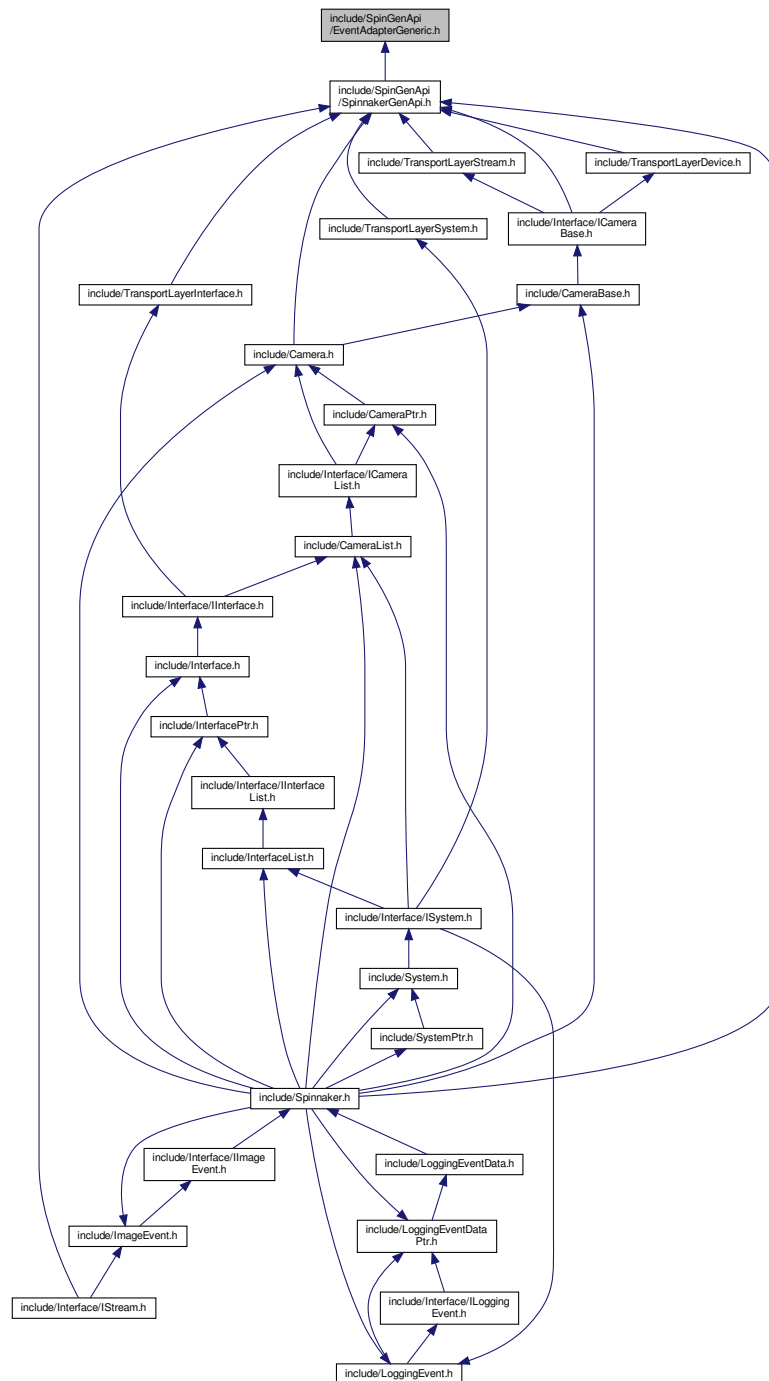 include/SpinGenApi
/EventAdapterGeneric.h
include/SpinGenApi
/SpinnakerGenApi.h
include/TransportLayerStream.h
include/TransportLayerDevice.h
include/TransportLayerSystem.h
include/Interface/ICamera
Base.h
include/TransportLayerInterface.h
include/CameraBase.h
include/Camera.h
include/CameraPtr.h
include/Interface/ICamera
List.h
include/CameraList.h
include/Interface/IInterface.h
include/Interface.h
include/InterfacePtr.h
include/Interface/IInterface
List.h
include/InterfaceList.h
include/Interface/ISystem.h
include/System.h
include/SystemPtr.h
include/Spinnaker.h
include/Interface/IImage
Event.h
include/LoggingEventData.h
include/ImageEvent.h
include/LoggingEventData
Ptr.h
include/Interface/IStream.h
include/Interface/ILogging
Event.h
include/LoggingEvent.h